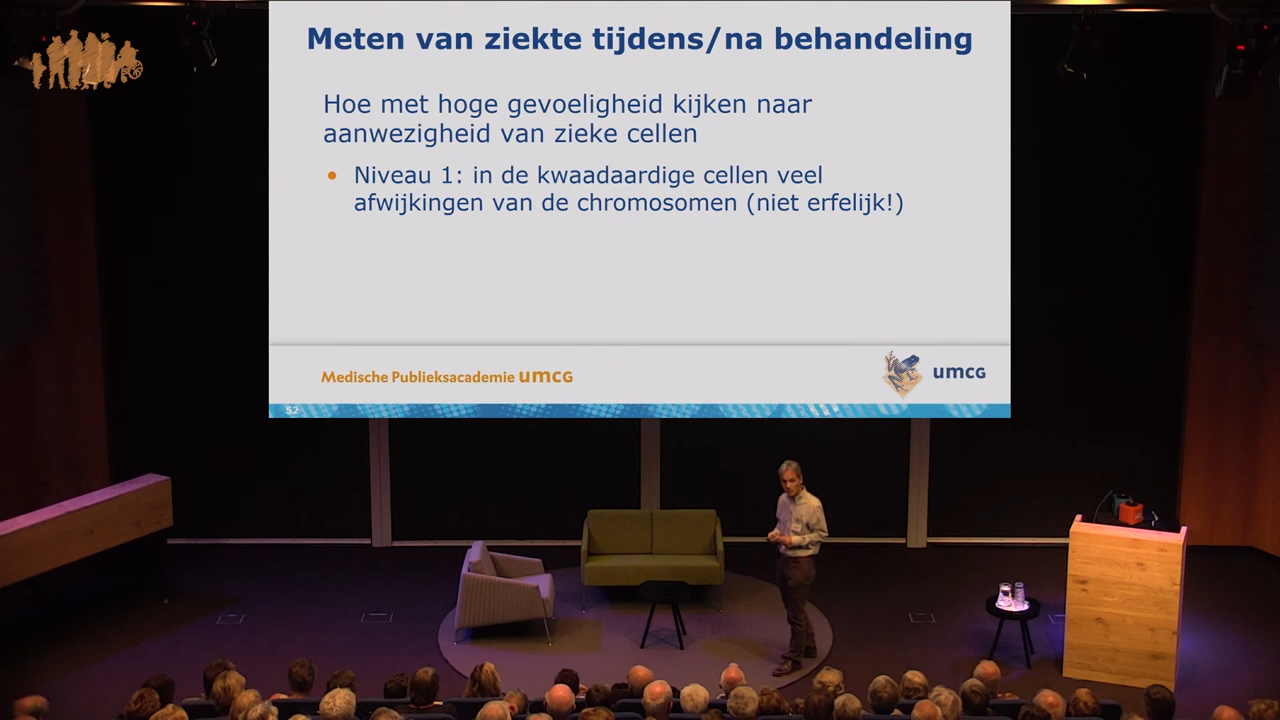 Meten van ziekte tijdens/na behandeling
Hoe met hoge gevoeligheid kijken naar
aanwezigheid van zieke cellen
• Niveau 1: in de kwaadaardige cellen veel
afwijkingen van de chromosomen (niet erfelijk!)
Medische Publieksacademie umcg
umcg
52